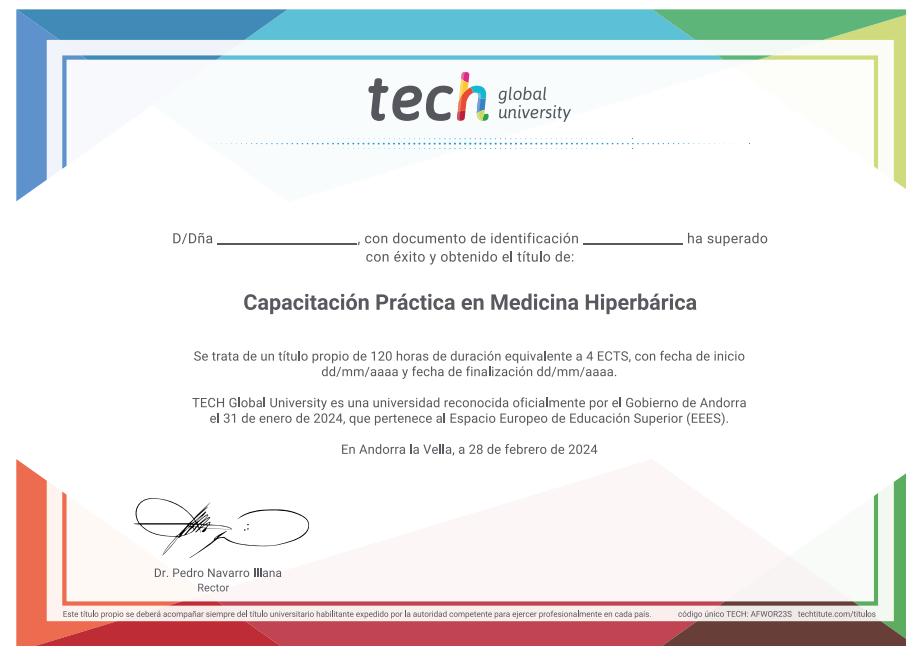 tech global
university
D/Dña ____________________, con documento de identificación ______________ ha superado
con éxito y obtenido el título de:
Capacitación Práctica en Medicina Hiperbárica
Se trata de un título propio de 120 horas de duración equivalente a 4 ECTS, con fecha de inicio
dd/mm/aaaa y fecha de finalización dd/mm/aaaa.
TECH Global University es una universidad reconocida oficialmente por el Gobierno de Andorra
el 31 de enero de 2024, que pertenece al Espacio Europeo de Educación Superior (EEES).
En Andorra la Vella, a 28 de febrero de 2024
Dr. Pedro Navarro Illana
Rector
Este título propio se deberá acompañar siempre del título universitario habilitante expedido por la autoridad competente para ejercer profesionalmente en cada país. código único TECH: AFWOR23S techtitute.com/titulos